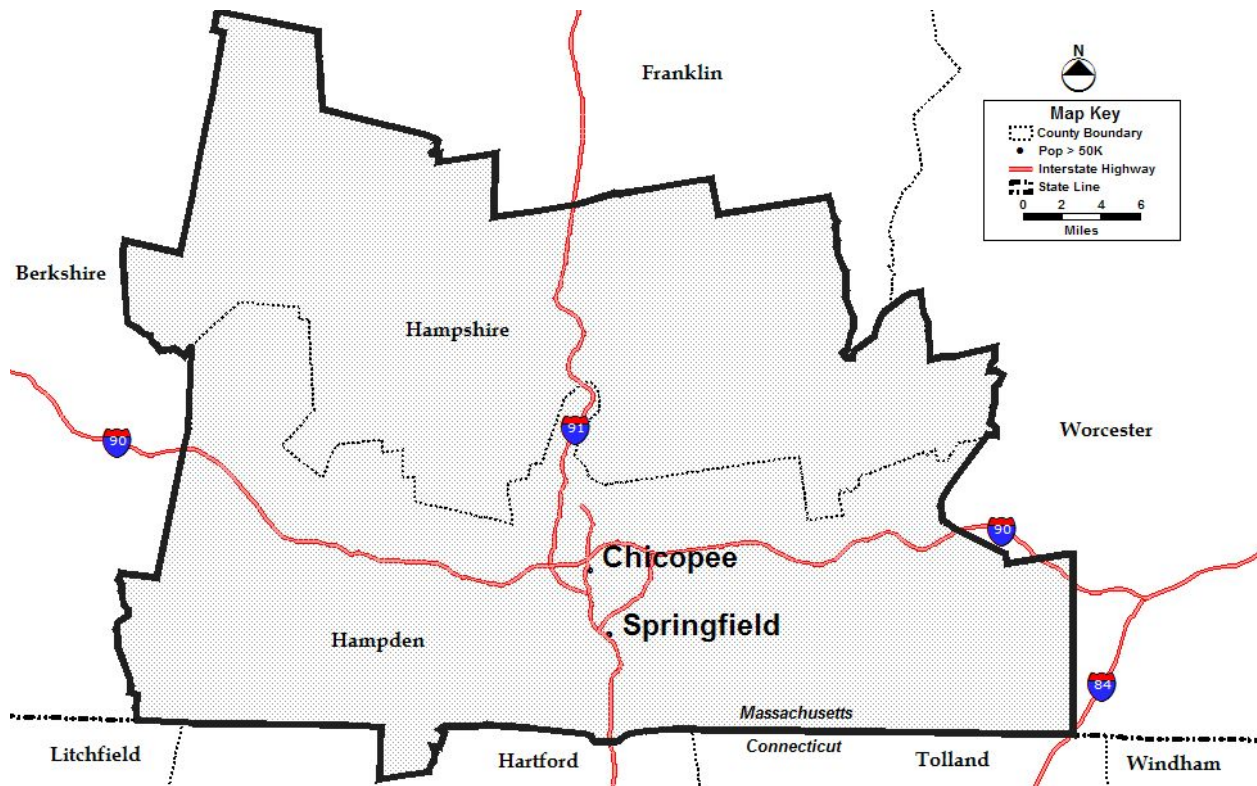 N
Franklin
Map Key
County Boundary
Pop > 50K
Interstate Highway
State Line
0 2 4 6
Miles
Berkshire
Hampshire
91
90
Worcester
90
Chicopee
Springfield
Hampden
84
Massachusetts
Connecticut
Litchfield
Hartford
Tolland
Windham